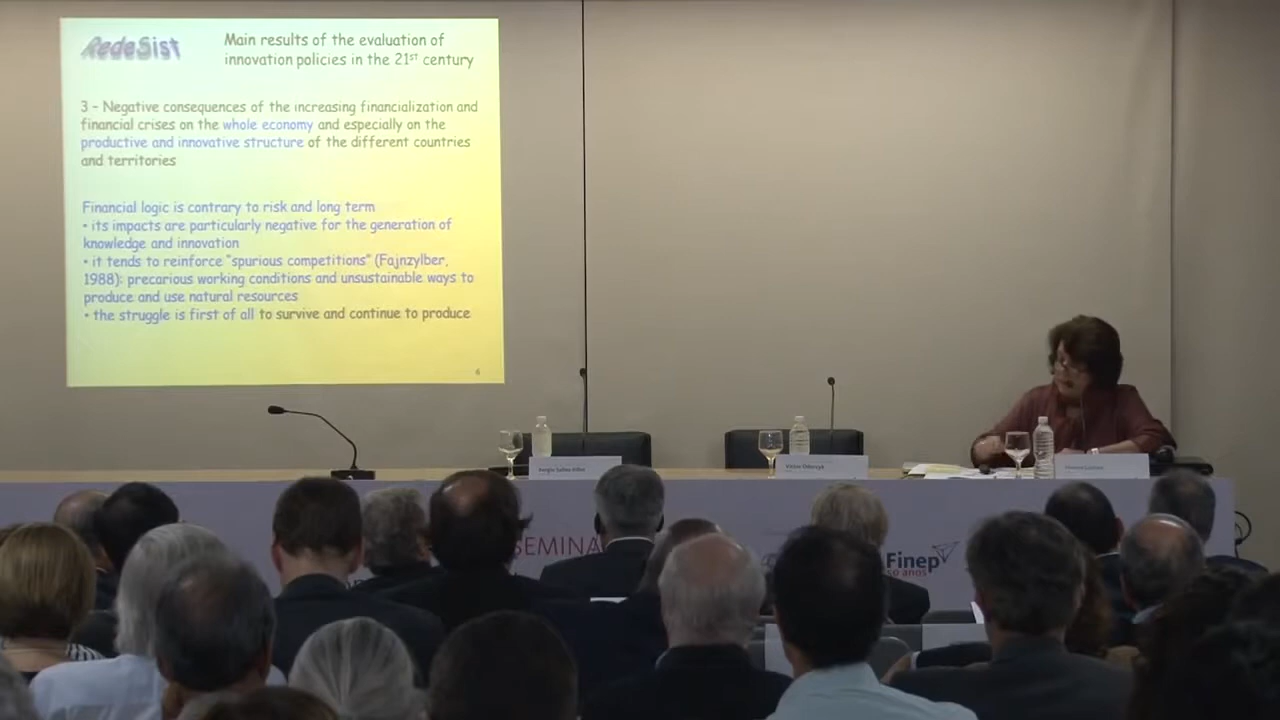 RedeSist
Main results of the evaluation of
innovation policies in the 21ST century
3 – Negative consequences of the increasing financialization and
financial crises on the whole economy and especially on the
productive and innovative structure of the different countries
and territories
Financial logic is contrary to risk and long term
• its impacts are particularly negative for the generation of
knowledge and innovation
• it tends to reinforce "spurious competitions" (Fajnzylber,
1988): precarious working conditions and unsustainable ways to
produce and use natural resources
• the struggle is first of all to survive and continue to produce
6
SEMINA
Finep
50 anos